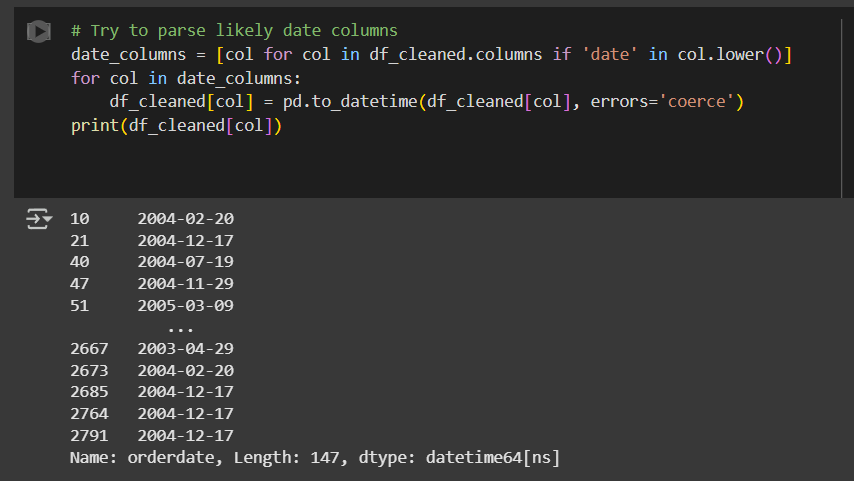 # Try to parse likely date columns
date_columns = [col for col in df_cleaned.columns if 'date' in col.lower()]
for col in date_columns:
    df_cleaned[col] = pd.to_datetime(df_cleaned[col], errors='coerce')
print(df_cleaned[col])
10     2004-02-20
21     2004-12-17
40     2004-07-19
47     2004-11-29
51     2005-03-09
          ...
2667   2003-04-29
2673   2004-02-20
2685   2004-12-17
2764   2004-12-17
2791   2004-12-17
Name: orderdate, Length: 147, dtype: datetime64[ns]